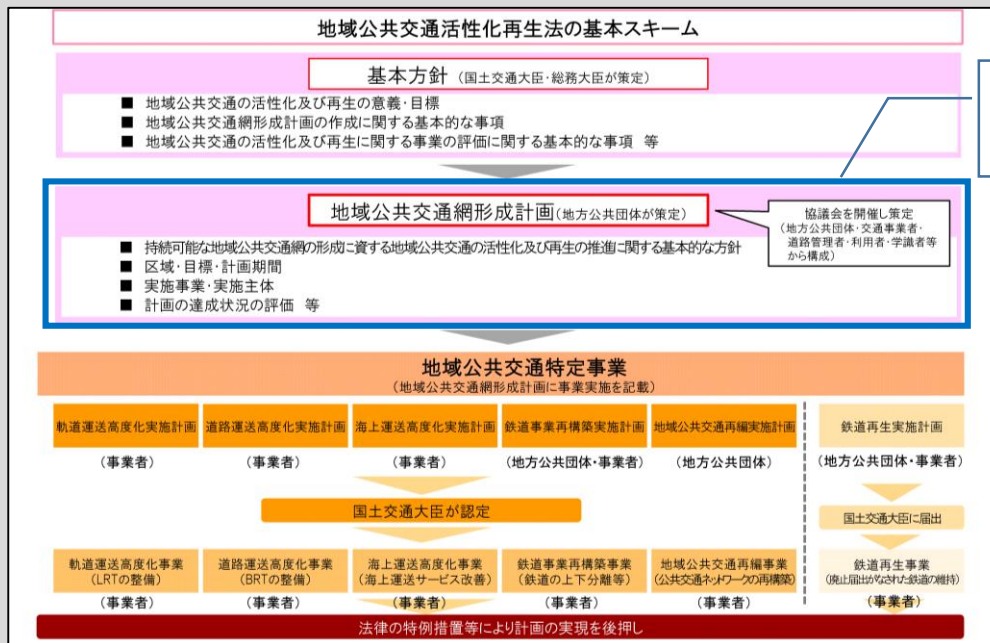 地域公共交通活性化再生法の基本スキーム
基本方針 (国土交通大臣・総務大臣が策定)
■ 地域公共交通の活性化及び再生の意義・目標
■ 地域公共交通網形成計画の作成に関する基本的な事項
■ 地域公共交通の活性化及び再生に関する事業の評価に関する基本的な事項 等
地域公共交通網形成計画(地方公共団体が策定)
協議会を開催し策定
(地方公共団体・交通事業者・
道路管理者・利用者・学識者等
から構成)
■ 持続可能な地域公共交通網の形成に資する地域公共交通の活性化及び再生の推進に関する基本的な方針
■ 区域・目標・計画期間
■ 実施事業・実施主体
■ 計画の達成状況の評価 等
地域公共交通特定事業
(地域公共交通網形成計画に事業実施を記載)
軌道運送高度化実施計画 道路運送高度化実施計画 海上運送高度化実施計画 鉄道事業再構築実施計画 地域公共交通再編実施計画 鉄道再生実施計画
(事業者) (事業者) (事業者) (地方公共団体・事業者) (地方公共団体) (地方公共団体・事業者)
国土交通大臣が認定 国土交通大臣に届出
軌道運送高度化事業 道路運送高度化事業 海上運送高度化事業 鉄道事業再構築事業 地域公共交通再編事業 鉄道再生事業
(LRTの整備) (BRTの整備) (海上運送サービス改善) (鉄道の上下分離等) (公共交通ネットワークの再構築) (廃止届出がなされた鉄道の維持)
(事業者) (事業者) (事業者) (事業者) (事業者) (事業者)
法律の特例措置等により計画の実現を後押し